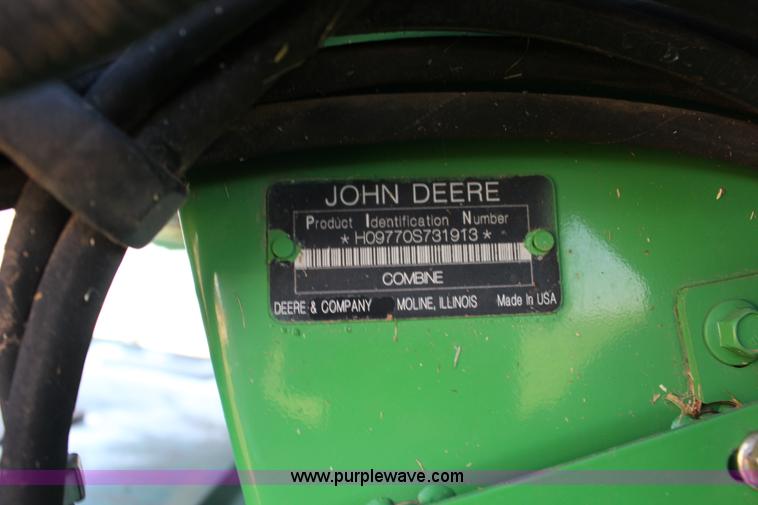 JOHN DEERE
Product Identification Number
* H09770S731913 *
COMBINE
DEERE & COMPANY MOLINE, ILLINOIS Made In USA
www.purplewave.com